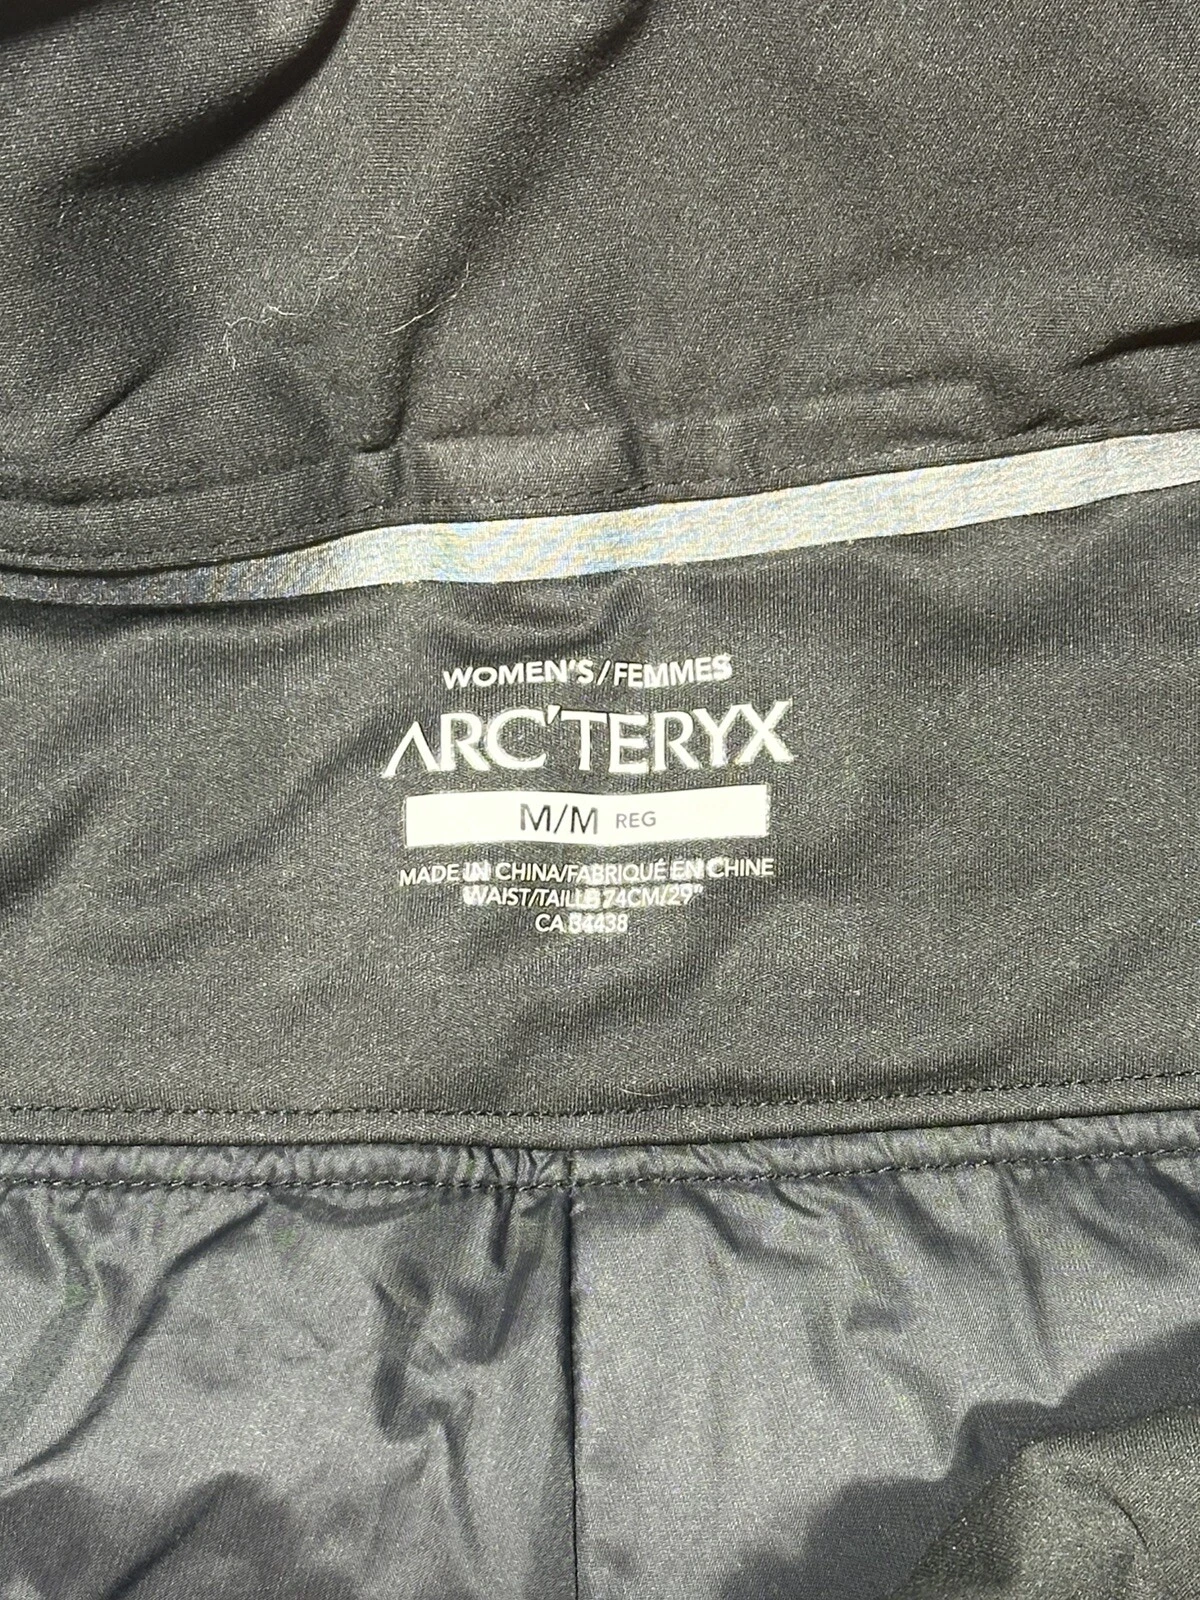 WOMEN'S/FEMMES
ARC'TERYX
M/M REG
MADE IN CHINA/FABRIQUÉ EN CHINE
WAIST/TAILLE 74CM/29"
CA 34438